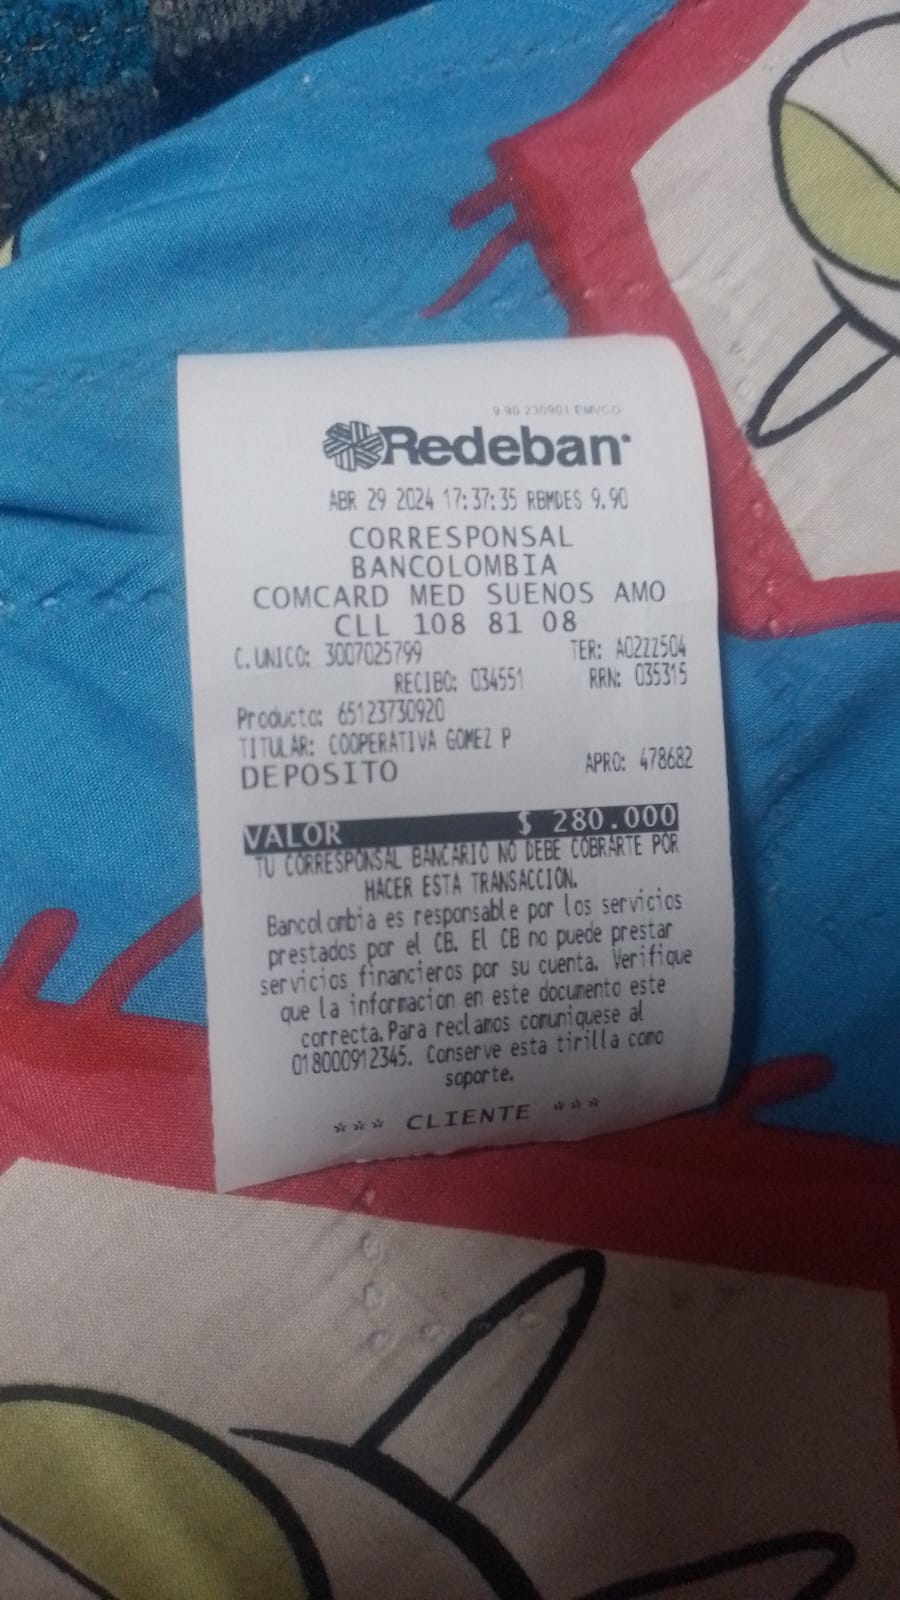 9.90 230901 EMVCO
Redeban
ABR 29 2024 17:37:35 RBMDES 9.90
CORRESPONSAL
BANCOLOMBIA
COMCARD MED SUENOS AMO
CLL 108 81 08
C.UNICO: 3007025799 TER: A0ZZZ504
RECIBO: 034551 RRN: 035315
Producto: 65123730920
TITULAR: COOPERATIVA GOMEZ P
DEPOSITO APRO: 478682
VALOR $ 280.000
TU CORRESPONSAL BANCARIO NO DEBE COBRARTE POR
HACER ESTA TRANSACCION.
Bancolombia es responsable por los servicios
prestados por el CB. El CB no puede prestar
servicios financieros por su cuenta. Verifique
que la informacion en este documento este
correcta.Para reclamos comuniquese al
018000912345. Conserve esta tirilla como
soporte.
*** CLIENTE ***